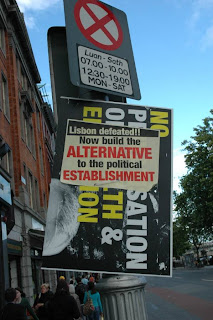 Luan - Sath
07.00-10.00
12.30-19.00
MON - SAT
Lisbon defeated!!
Now build the
ALTERNATIVE
to the political
ESTABLISHMENT
NO
&